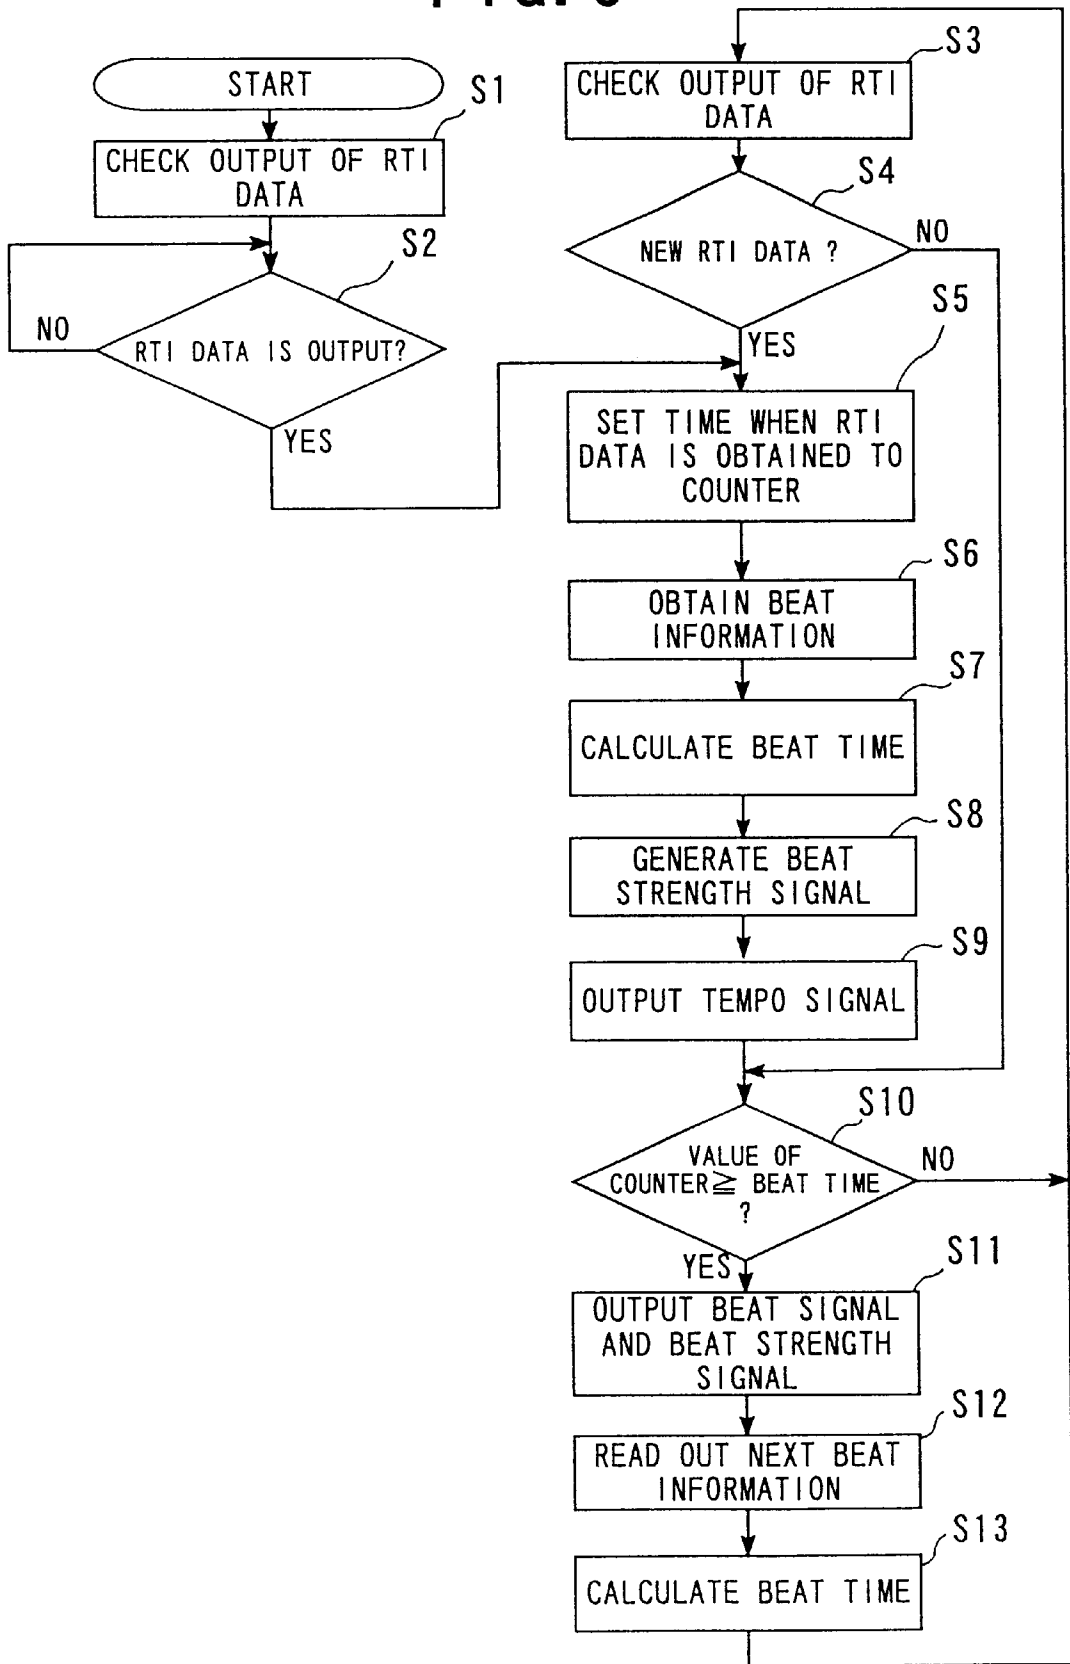 START
S1
CHECK OUTPUT OF RTI
DATA
S2
RTI DATA IS OUTPUT?
NO
YES
S3
CHECK OUTPUT OF RTI
DATA
S4
NEW RTI DATA ?
NO
YES
S5
SET TIME WHEN RTI
DATA IS OBTAINED TO
COUNTER
S6
OBTAIN BEAT
INFORMATION
S7
CALCULATE BEAT TIME
S8
GENERATE BEAT
STRENGTH SIGNAL
S9
OUTPUT TEMPO SIGNAL
S10
VALUE OF
COUNTER≧ BEAT TIME
?
NO
YES
S11
OUTPUT BEAT SIGNAL
AND BEAT STRENGTH
SIGNAL
S12
READ OUT NEXT BEAT
INFORMATION
S13
CALCULATE BEAT TIME